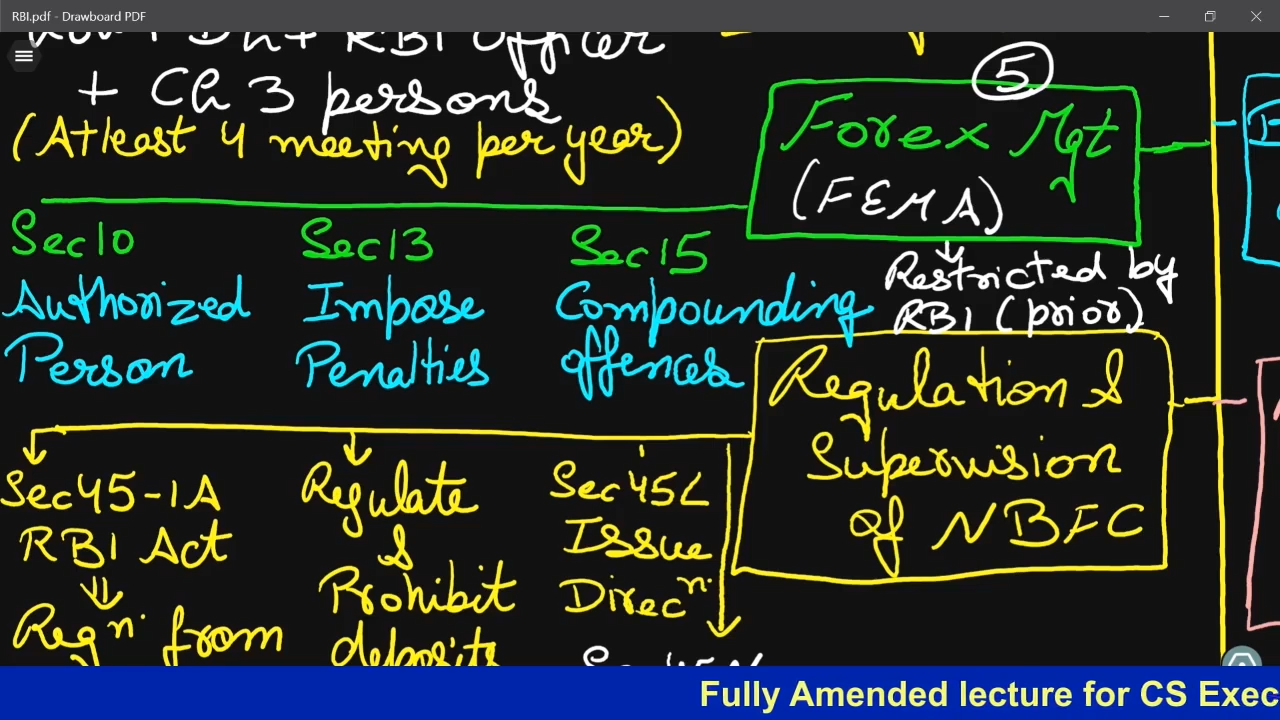 RBI.pdf - Drawboard PDF
RBI Officer
+ Ch 3 persons
(Atleast 4 meeting per year)
5
Forex Mgt
(FEMA)
Restricted by
RBI (prior)
Sec 10
Authorized
Person
Sec 13
Impose
Penalties
Sec 15
Compounding
offences
Regulation &
Supervision
of NBFC
Sec 45-IA
RBI Act
Regn. from
Regulate
&
Prohibit
deposits
Sec 45L
Issue
Direcn.
Fully Amended lecture for CS Exec